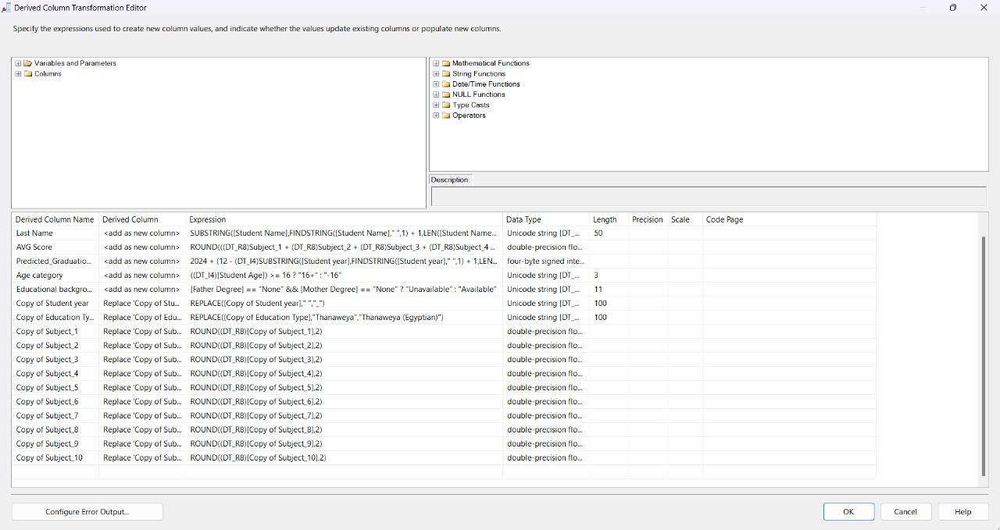 Derived Column Transformation Editor
Specify the expressions used to create new column values, and indicate whether the values update existing columns or populate new columns.
Variables and Parameters
Columns
Mathematical Functions
String Functions
Date/Time Functions
NULL Functions
Type Casts
Operators
Description:
Derived Column Name Derived Column Expression Data Type Length Precision Scale Code Page
Last Name <add as new column> SUBSTRING([Student Name],FINDSTRING([Student Name]," ",1) + 1,LEN([Student Name... Unicode string [DT_... 50
AVG Score <add as new column> ROUND(((DT_R8)Subject_1 + (DT_R8)Subject_2 + (DT_R8)Subject_3 + (DT_R8)Subject_4 ... double-precision flo...
Predicted_Graduatio... <add as new column> 2024 + (12 - (DT_I4)SUBSTRING([Student year],FINDSTRING([Student year]," ",1) + 1,LEN... four-byte signed inte...
Age category <add as new column> ((DT_I4)[Student Age]) >= 16 ? "16+" : "-16" Unicode string [DT_... 3
Educational backgro... <add as new column> [Father Degree] == "None" && [Mother Degree] == "None" ? "Unavailable" : "Available" Unicode string [DT_... 11
Copy of Student year Replace 'Copy of Stu... REPLACE([Copy of Student year]," ","_") Unicode string [DT_... 100
Copy of Education Ty... Replace 'Copy of Edu... REPLACE([Copy of Education Type],"Thanaweya","Thanaweya (Egyptian)") Unicode string [DT_... 100
Copy of Subject_1 Replace 'Copy of Sub... ROUND((DT_R8)[Copy of Subject_1],2) double-precision flo...
Copy of Subject_2 Replace 'Copy of Sub... ROUND((DT_R8)[Copy of Subject_2],2) double-precision flo...
Copy of Subject_3 Replace 'Copy of Sub... ROUND((DT_R8)[Copy of Subject_3],2) double-precision flo...
Copy of Subject_4 Replace 'Copy of Sub... ROUND((DT_R8)[Copy of Subject_4],2) double-precision flo...
Copy of Subject_5 Replace 'Copy of Sub... ROUND((DT_R8)[Copy of Subject_5],2) double-precision flo...
Copy of Subject_6 Replace 'Copy of Sub... ROUND((DT_R8)[Copy of Subject_6],2) double-precision flo...
Copy of Subject_7 Replace 'Copy of Sub... ROUND((DT_R8)[Copy of Subject_7],2) double-precision flo...
Copy of Subject_8 Replace 'Copy of Sub... ROUND((DT_R8)[Copy of Subject_8],2) double-precision flo...
Copy of Subject_9 Replace 'Copy of Sub... ROUND((DT_R8)[Copy of Subject_9],2) double-precision flo...
Copy of Subject_10 Replace 'Copy of Sub... ROUND((DT_R8)[Copy of Subject_10],2) double-precision flo...
Configure Error Output... OK Cancel Help